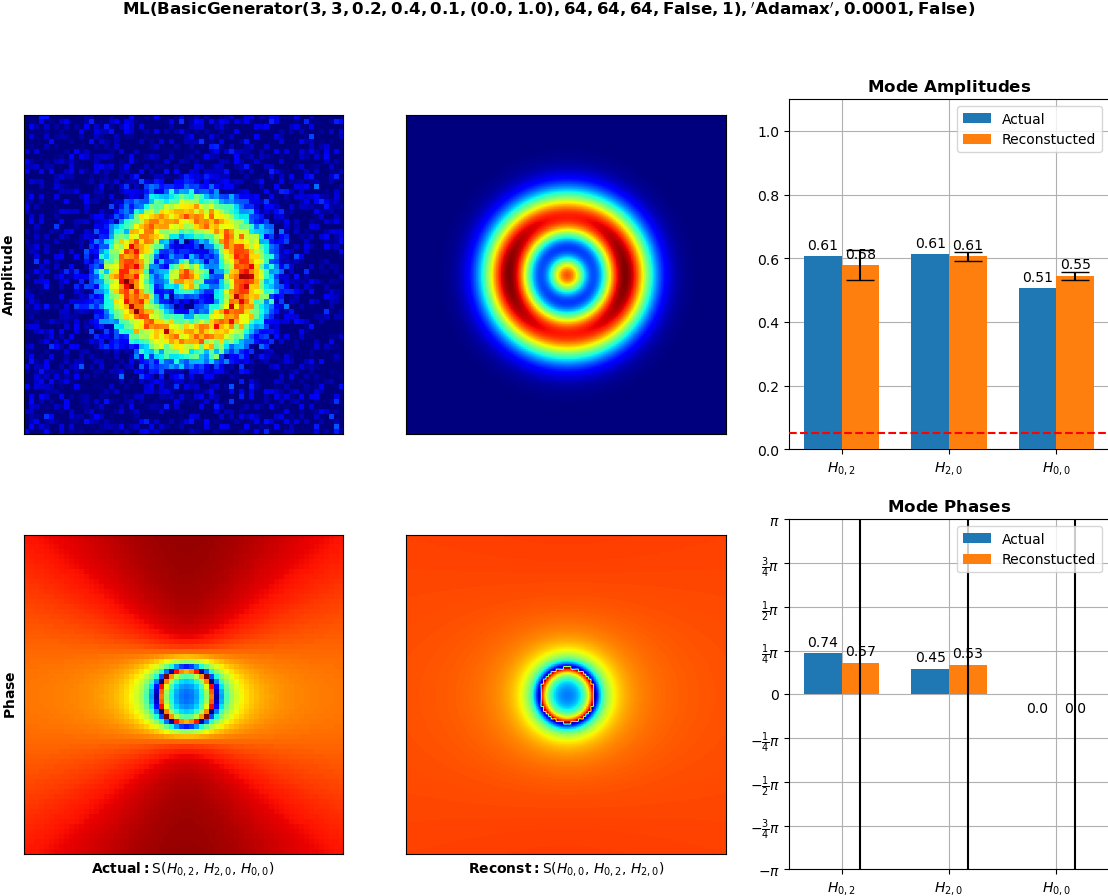 ML(BasicGenerator(3, 3, 0.2, 0.4, 0.1, (0.0, 1.0), 64, 64, 64, False, 1), ′Adamax′, 0.0001, False)
Mode Amplitudes
Amplitude
1.0
0.8
0.6
0.4
0.2
0.0
Actual
Reconstucted
0.61
0.58
0.61
0.61
0.51
0.55
H0, 2
H2, 0
H0, 0
Mode Phases
Phase
π
3/4π
1/2π
1/4π
0
−1/4π
−1/2π
−3/4π
−π
Actual
Reconstucted
0.74
0.57
0.45
0.53
0.0
0.0
H0, 2
H2, 0
H0, 0
Actual: S(H0, 2, H2, 0, H0, 0)
Reconst: S(H0, 0, H0, 2, H2, 0)